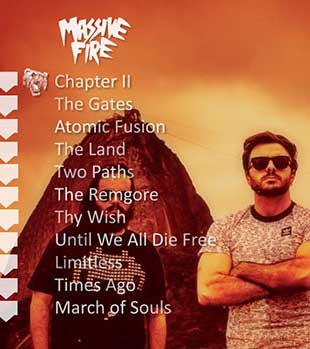 MASSIVE
FIRE
Chapter II
The Gates
Atomic Fusion
The Land
Two Paths
The Remgore
Thy Wish
Until We All Die Free
Limitless
Times Ago
March of Souls